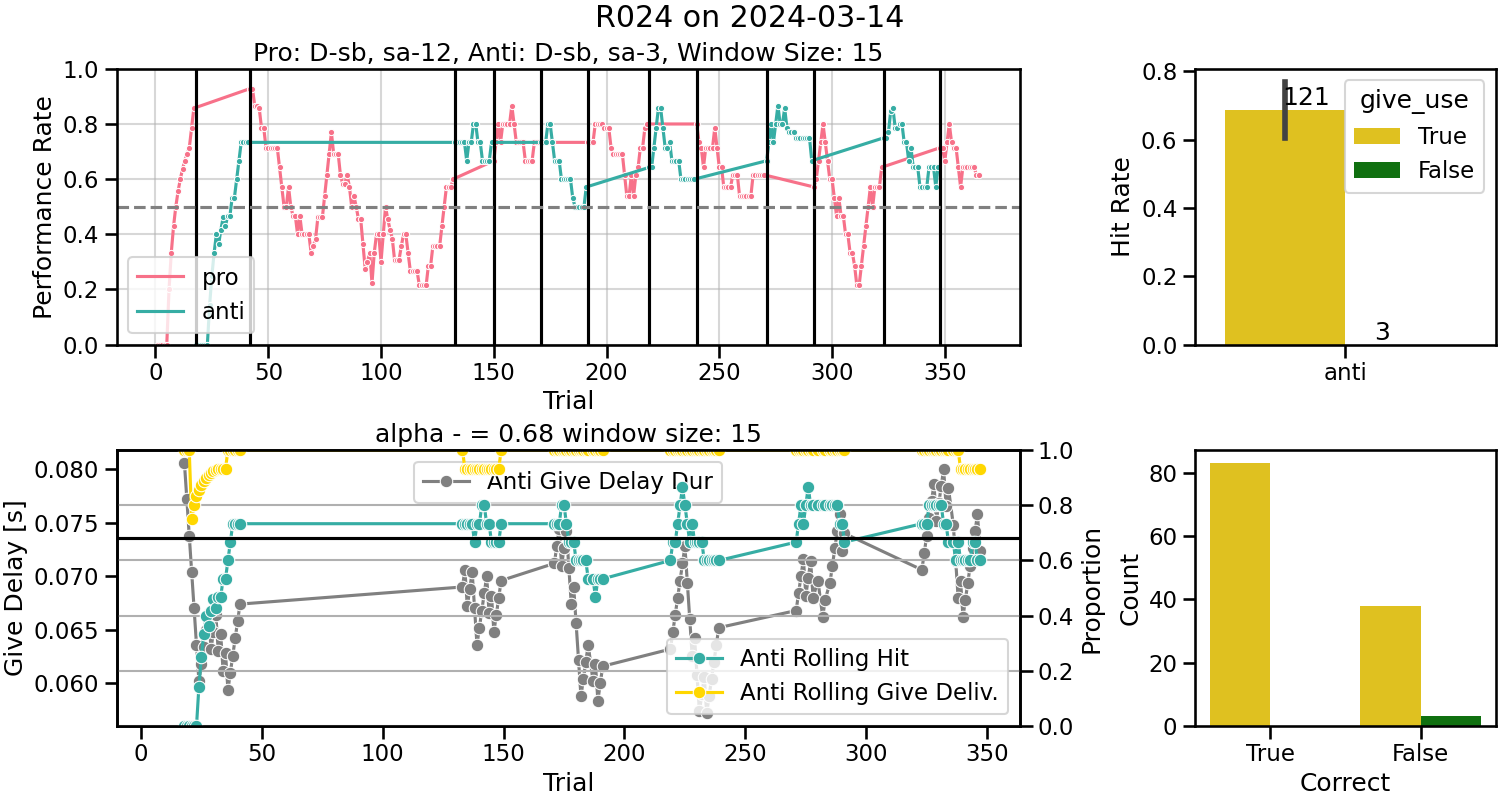 R024 on 2024-03-14
Pro: D-sb, sa-12, Anti: D-sb, sa-3, Window Size: 15
Performance Rate
1.0
0.8
0.6
0.4
0.2
0.0
pro
anti
0 50 100 150 200 250 300 350
Trial
Hit Rate
0.8
0.6
0.4
0.2
0.0
121
3
give_use
True
False
anti
alpha - = 0.68 window size: 15
Give Delay [s]
0.080
0.075
0.070
0.065
0.060
Anti Give Delay Dur
Anti Rolling Hit
Anti Rolling Give Deliv.
1.0
0.8
0.6
0.4
0.2
0.0
Proportion
0 50 100 150 200 250 300 350
Trial
Count
80
60
40
20
0
True False
Correct